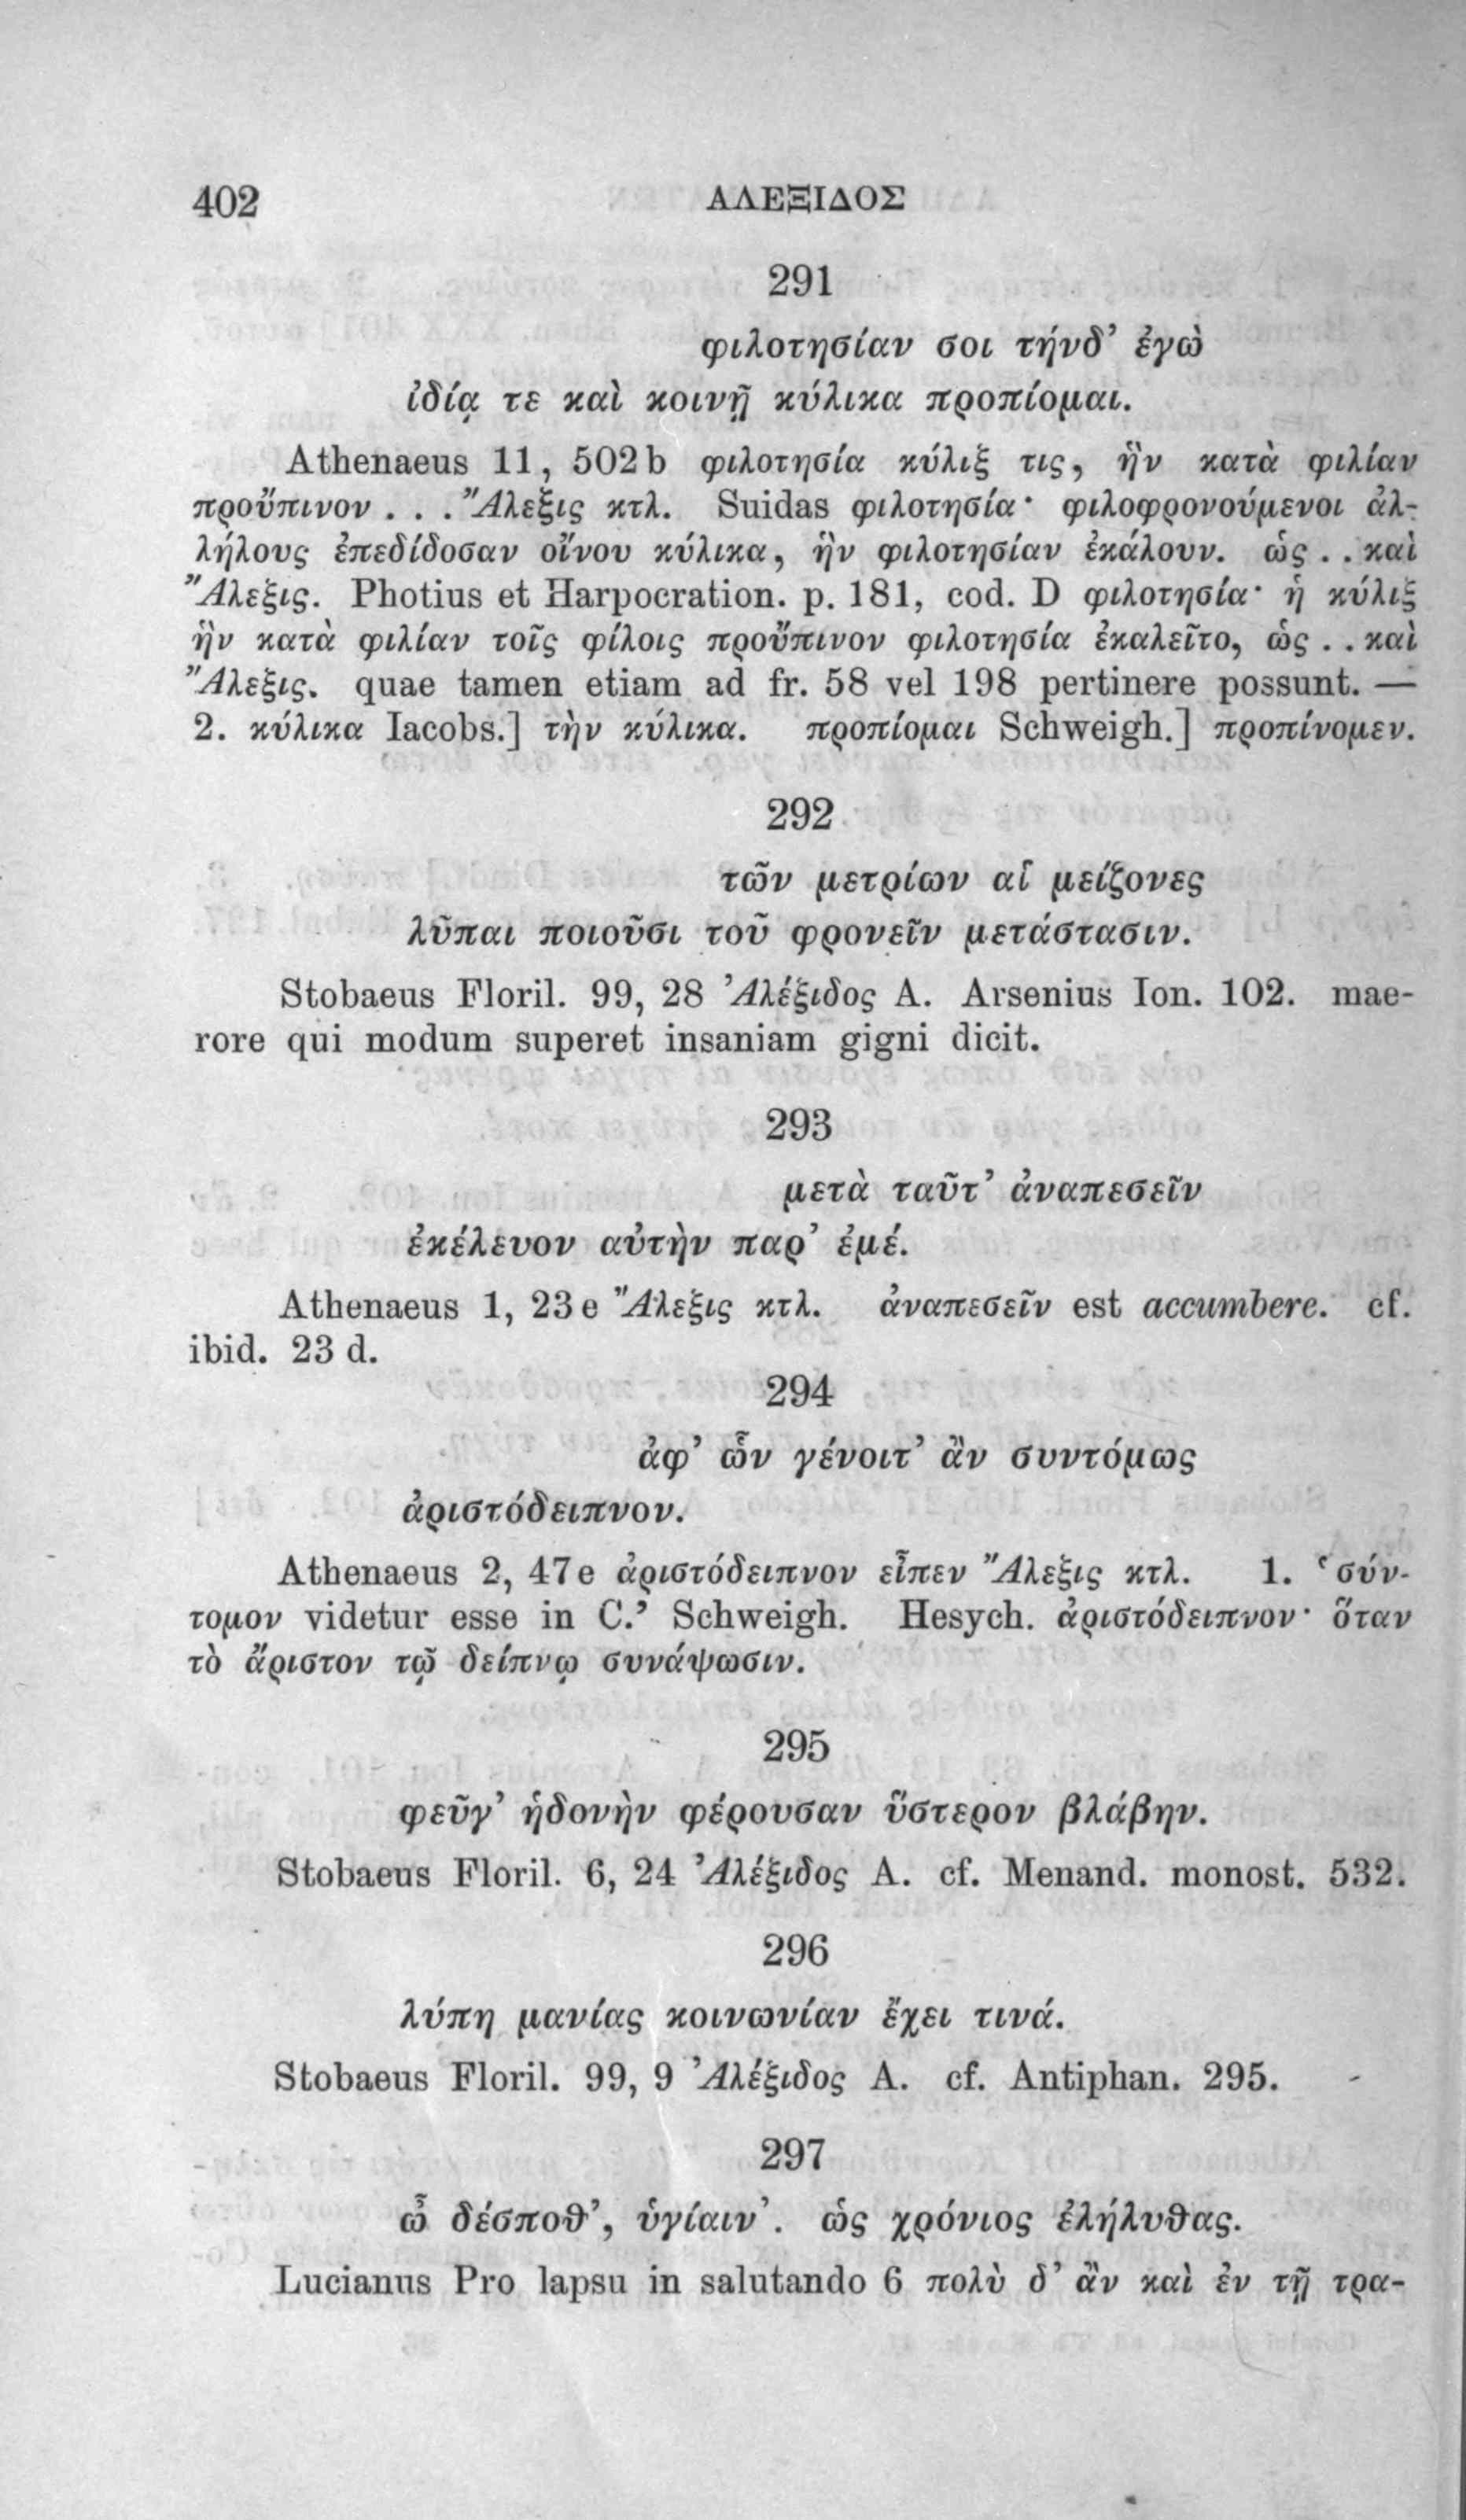 402
ΑΛΕΞΙΔΟΣ
291
φιλοτησίαν σοι τήνδ’ ἐγὼ
ἰδίᾳ τε καὶ κοινῇ κύλικα προπίομαι.
Athenaeus 11, 502b φιλοτησία κύλιξ τις, ἣν κατὰ φιλίαν
προὔπινον . . . Ἄλεξις κτλ. Suidas φιλοτησία· φιλοφρονούμενοι ἀλ-
λήλους ἐπεδίδοσαν οἴνου κύλικα, ἣν φιλοτησίαν ἐκάλουν. ὡς . . καὶ
Ἄλεξις. Photius et Harpocration. p. 181, cod. D φιλοτησία· ἡ κύλιξ
ἣν κατὰ φιλίαν τοῖς φίλοις προὔπινον φιλοτησία ἐκαλεῖτο, ὡς . . καὶ
Ἄλεξις. quae tamen etiam ad fr. 58 vel 198 pertinere possunt. —
2. κύλικα Iacobs.] τὴν κύλικα. προπίομαι Schweigh.] προπίνομεν.
292
τῶν μετρίων αἱ μείζονες
λῦπαι ποιοῦσι τοῦ φρονεῖν μετάστασιν.
Stobaeus Floril. 99, 28 Ἀλέξιδος A. Arsenius Ion. 102. mae-
rore qui modum superet insaniam gigni dicit.
293
μετὰ ταῦτ’ ἀναπεσεῖν
ἐκέλευον αὐτὴν παρ’ ἐμέ.
Athenaeus 1, 23e Ἄλεξις κτλ. ἀναπεσεῖν est accumbere. cf.
ibid. 23 d.
294
ἀφ’ ὧν γένοιτ’ ἂν συντόμως
ἀριστόδειπνον.
Athenaeus 2, 47e ἀριστόδειπνον εἶπεν Ἄλεξις κτλ. 1. ‘σύν-
τομον videtur esse in C.’ Schweigh. Hesych. ἀριστόδειπνον· ὅταν
τὸ ἄριστον τῷ δείπνῳ συνάψωσιν.
295
φεῦγ’ ἡδονὴν φέρουσαν ὕστερον βλάβην.
Stobaeus Floril. 6, 24 Ἀλέξιδος A. cf. Menand. monost. 532.
296
λύπη μανίας κοινωνίαν ἔχει τινά.
Stobaeus Floril. 99, 9 Ἀλέξιδος A. cf. Antiphan. 295.
297
ὦ δέσποθ’, ὑγίαιν’. ὡς χρόνιος ἐλήλυθας.
Lucianus Pro lapsu in salutando 6 πολὺ δ’ ἂν καὶ ἐν τῇ τρα-